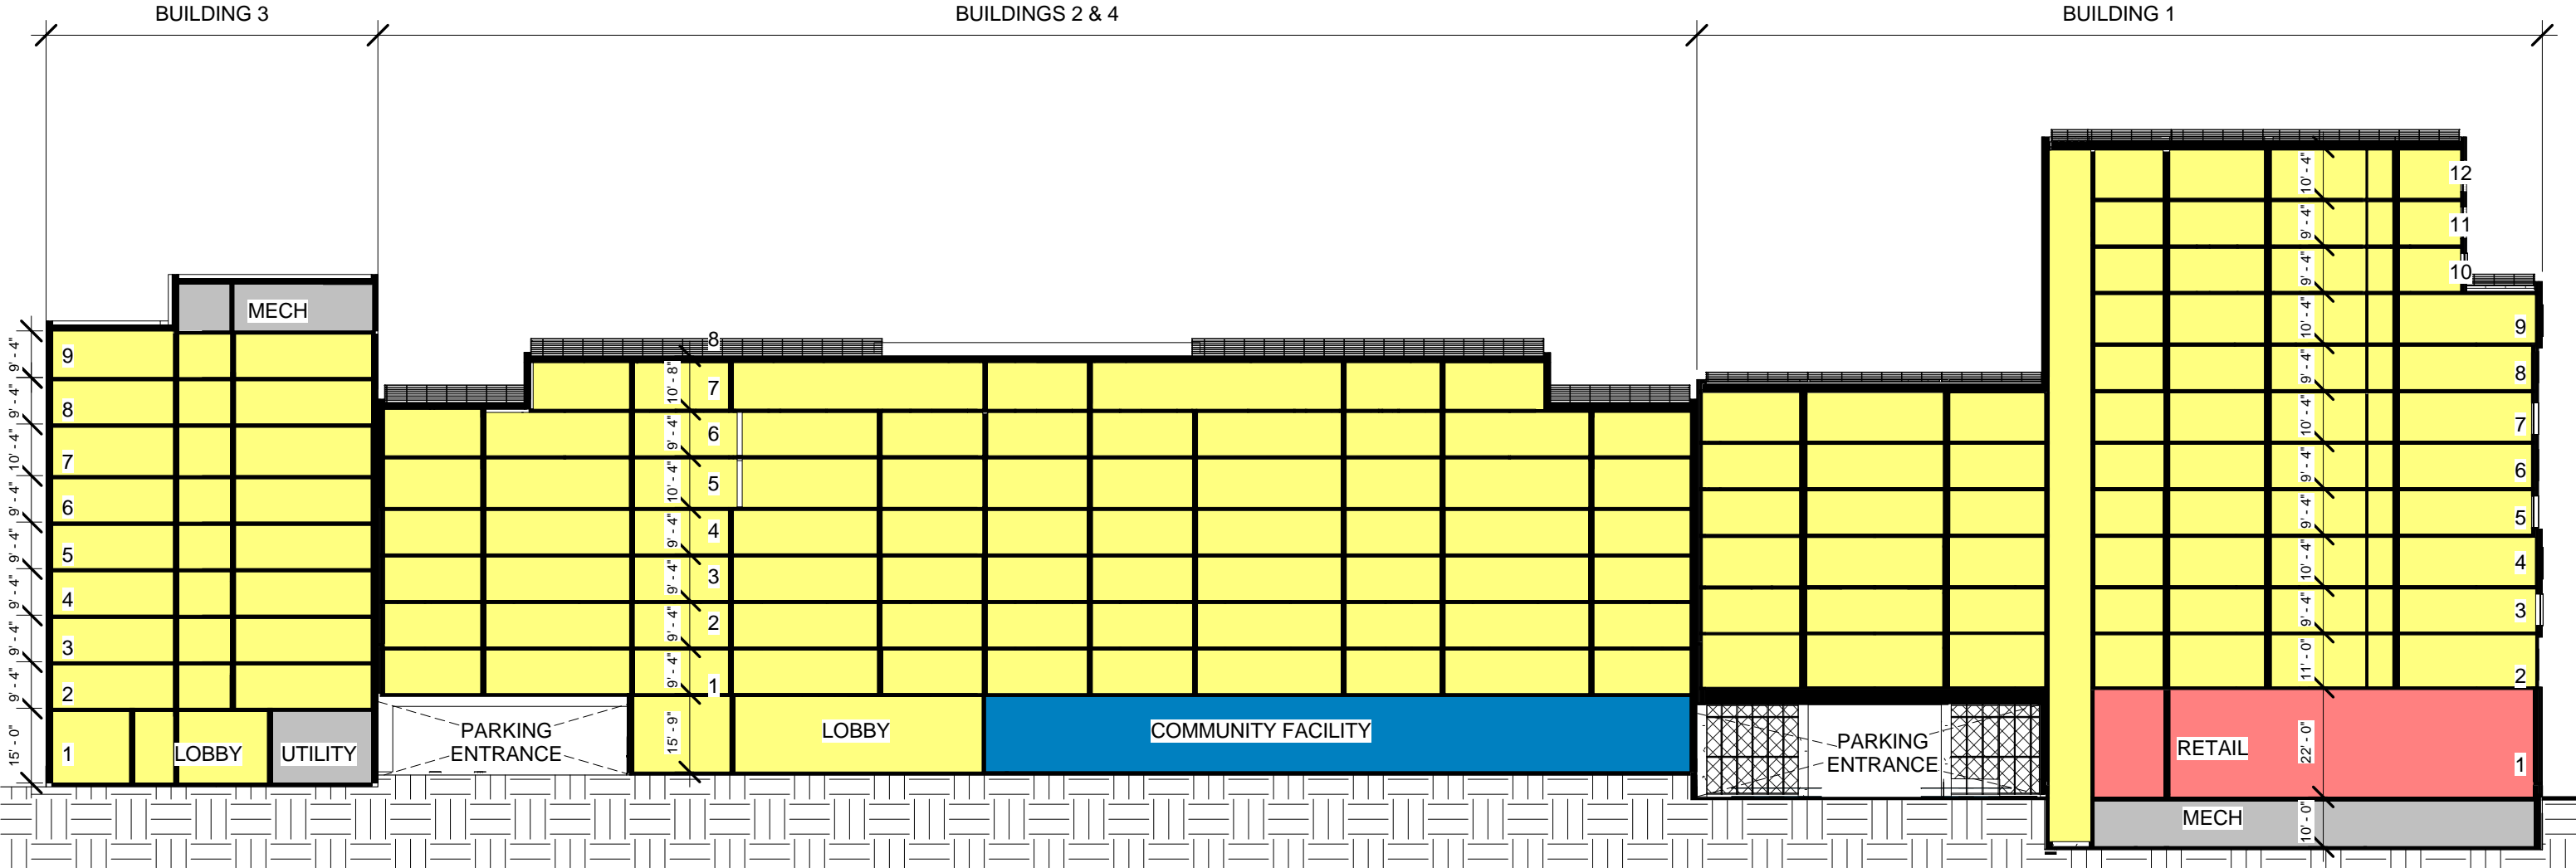 BUILDING 3
BUILDINGS 2 & 4
BUILDING 1
MECH
9' - 4"
9
9' - 4"
8
10' - 4"
7
9' - 4"
6
9' - 4"
5
9' - 4"
4
9' - 4"
3
9' - 4"
2
15' - 0"
1
LOBBY
UTILITY
PARKING
ENTRANCE
8
10' - 8"
7
9' - 4"
6
10' - 4"
5
9' - 4"
4
9' - 4"
3
9' - 4"
2
9' - 4"
1
15' - 9"
LOBBY
COMMUNITY FACILITY
PARKING
ENTRANCE
10' - 4"
12
9' - 4"
11
9' - 4"
10
10' - 4"
9
9' - 4"
8
10' - 4"
7
9' - 4"
6
9' - 4"
5
10' - 4"
4
9' - 4"
3
11' - 0"
2
RETAIL
22' - 0"
1
MECH
10' - 0"